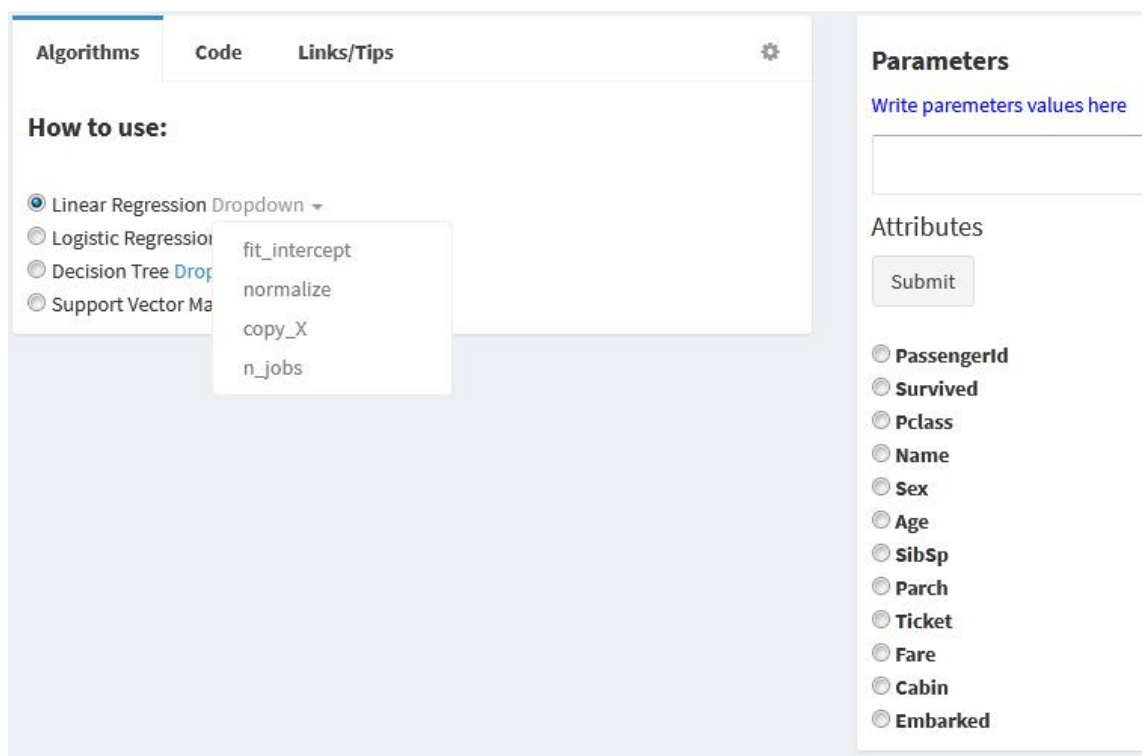 Algorithms Code Links/Tips
How to use:
Linear Regression Dropdown
Logistic Regression
Decision Tree Drop
Support Vector Ma
fit_intercept
normalize
copy_X
n_jobs
Parameters
Write paremeters values here
Attributes
Submit
PassengerId
Survived
Pclass
Name
Sex
Age
SibSp
Parch
Ticket
Fare
Cabin
Embarked